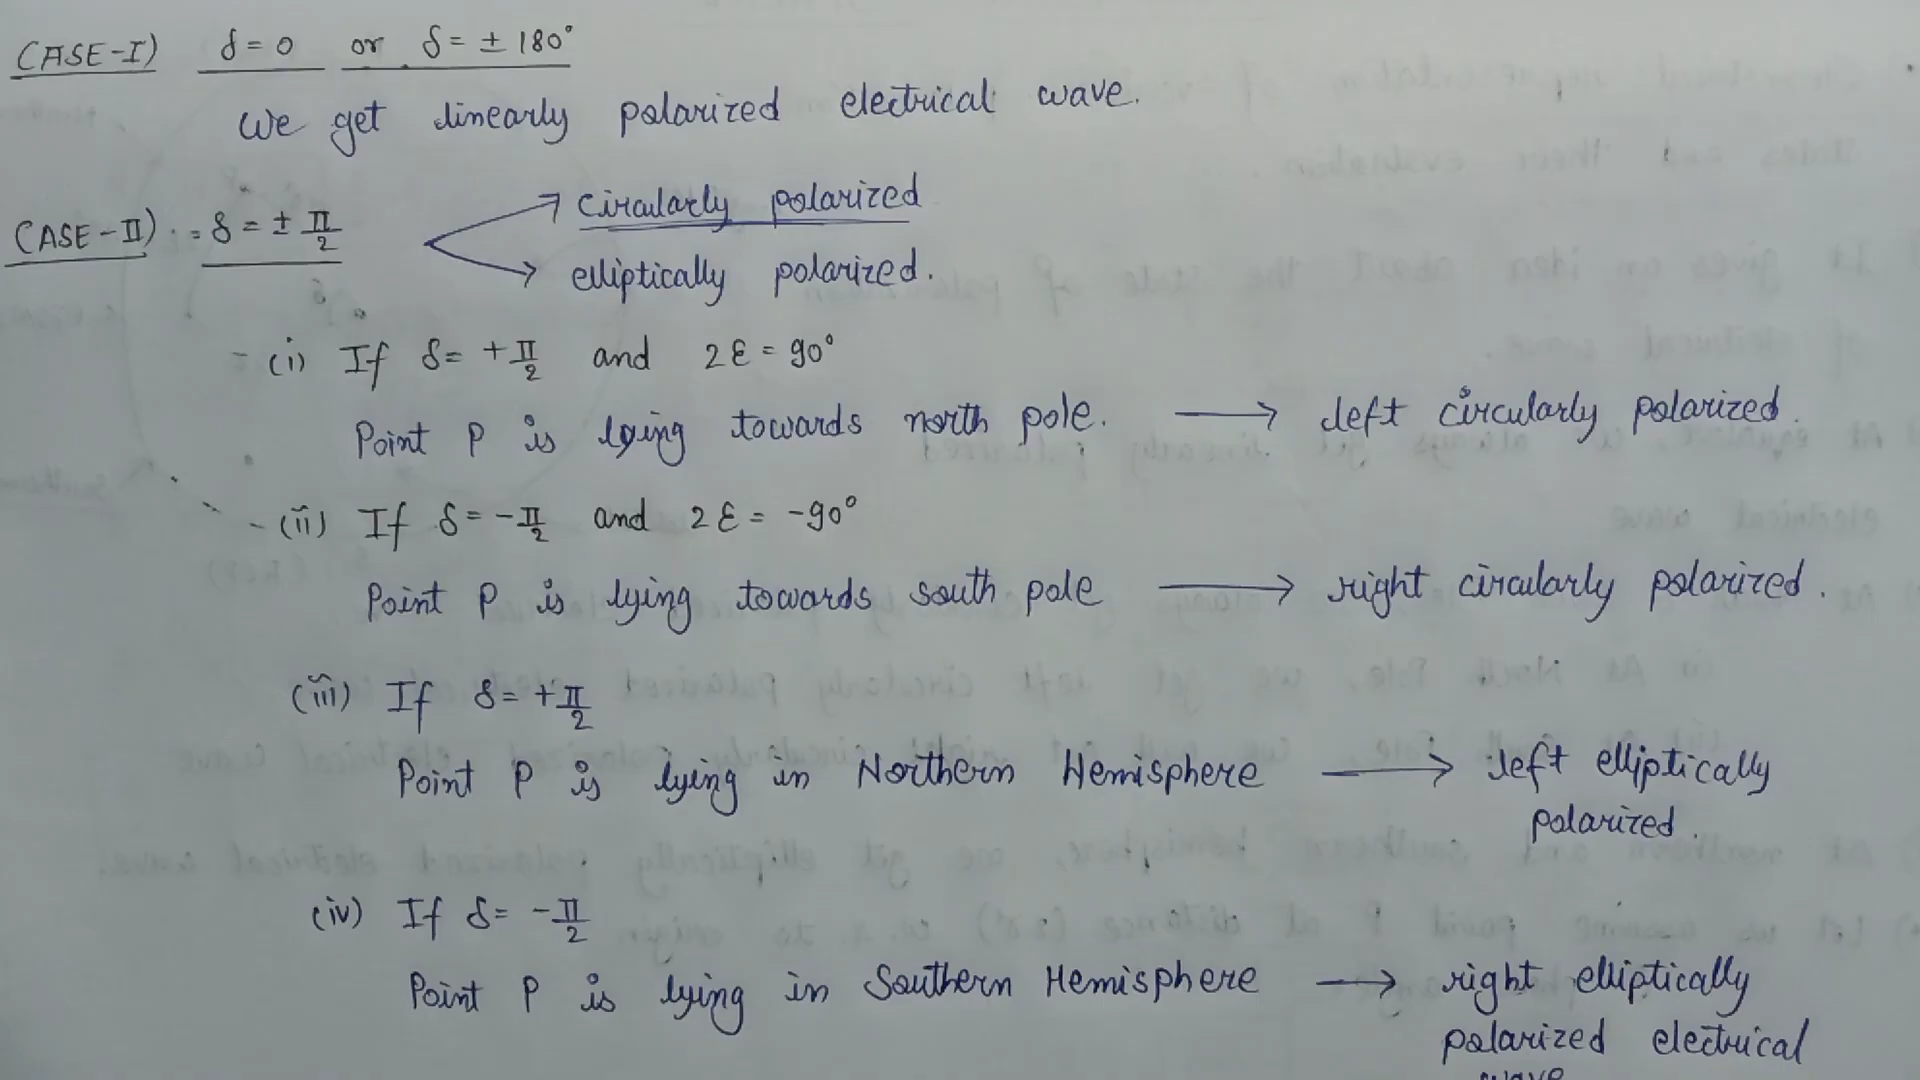 CASE-I) δ = 0 or δ = ± 180°
We get linearly polarized electrical wave.
CASE-II) δ = ± π/2 → circularly polarized
→ elliptically polarized.
(i) If δ = +π/2 and 2ε = 90°
Point P is lying towards north pole. → left circularly polarized.
(ii) If δ = -π/2 and 2ε = -90°
Point P is lying towards south pole → right circularly polarized.
(iii) If δ = +π/2
Point P is lying in Northern Hemisphere → left elliptically
polarized.
(iv) If δ = -π/2
Point P is lying in Southern Hemisphere → right elliptically
polarized electrical
wave